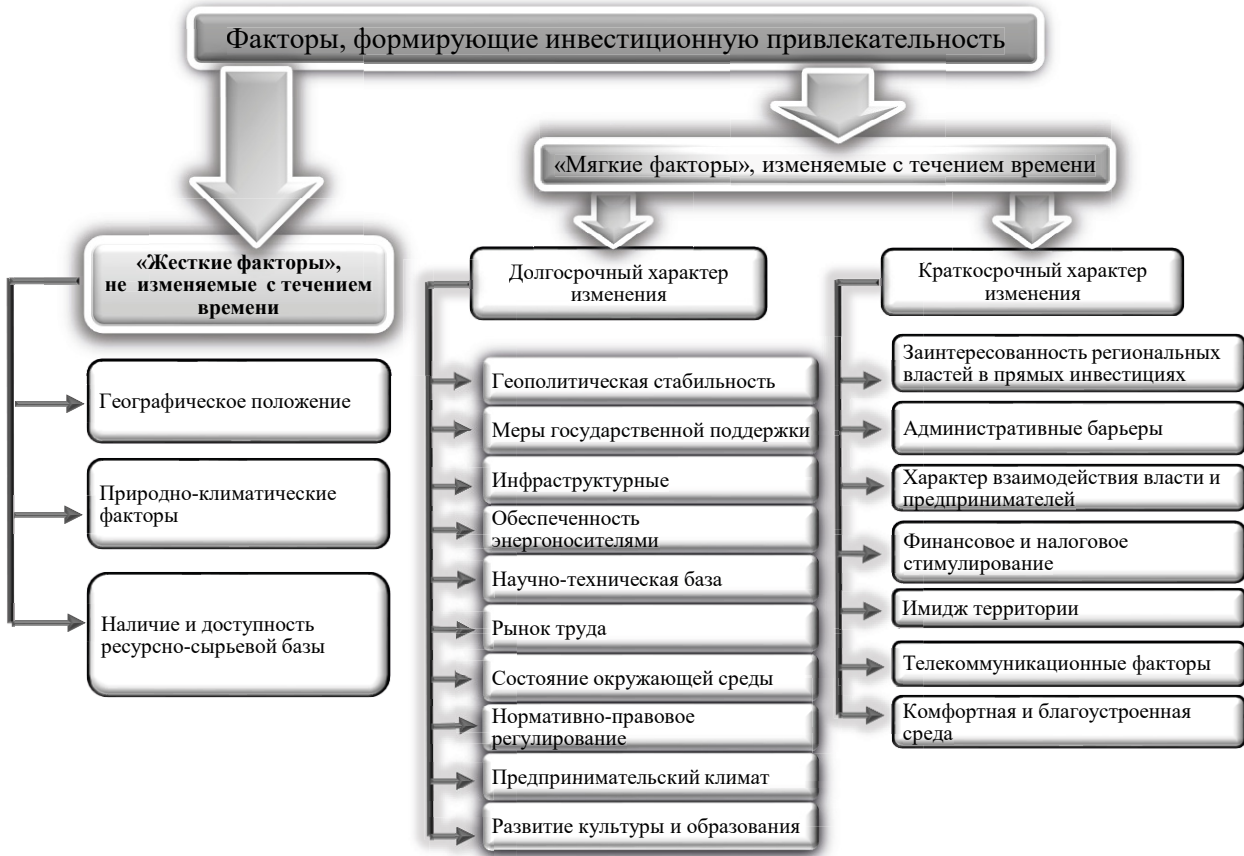 Факторы, формирующие инвестиционную привлекательность
«Мягкие факторы», изменяемые с течением времени
«Жесткие факторы»,
не изменяемые с течением
времени
Географическое положение
Природно-климатические
факторы
Наличие и доступность
ресурсно-сырьевой базы
Долгосрочный характер
изменения
Геополитическая стабильность
Меры государственной поддержки
Инфраструктурные
Обеспеченность
энергоносителями
Научно-техническая база
Рынок труда
Состояние окружающей среды
Нормативно-правовое
регулирование
Предпринимательский климат
Развитие культуры и образования
Краткосрочный характер
изменения
Заинтересованность региональных
властей в прямых инвестициях
Административные барьеры
Характер взаимодействия власти и
предпринимателей
Финансовое и налоговое
стимулирование
Имидж территории
Телекоммуникационные факторы
Комфортная и благоустроенная
среда